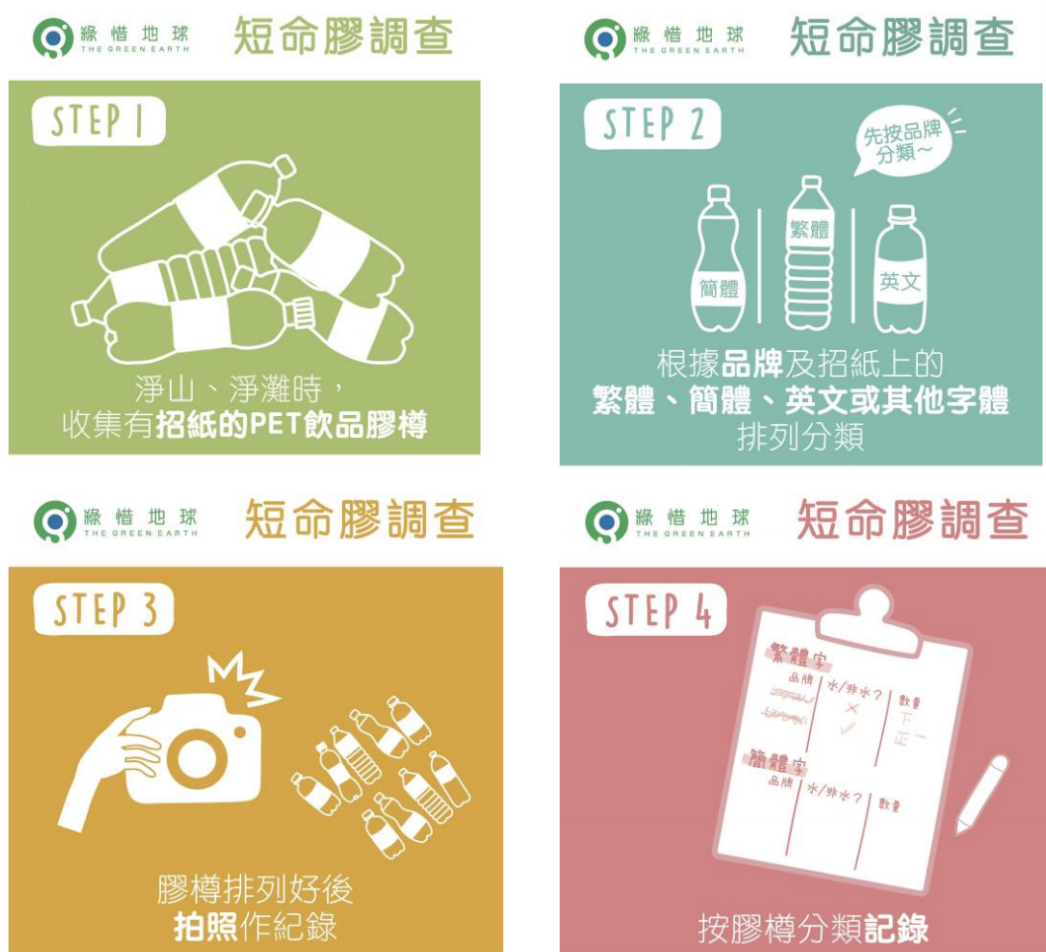 綠惜地球
THE GREEN EARTH
短命膠調查
STEP 1
淨山、淨灘時，
收集有招紙的PET飲品膠樽
綠惜地球
THE GREEN EARTH
短命膠調查
STEP 2
先按品牌
分類～
簡體
繁體
英文
根據品牌及招紙上的
繁體、簡體、英文或其他字體
排列分類
綠惜地球
THE GREEN EARTH
短命膠調查
STEP 3
膠樽排列好後
拍照作紀錄
綠惜地球
THE GREEN EARTH
短命膠調查
STEP 4
繁體字
品牌 水/非水? 數量
下
正一
簡體字
品牌 水/非水? 數量
按膠樽分類記錄